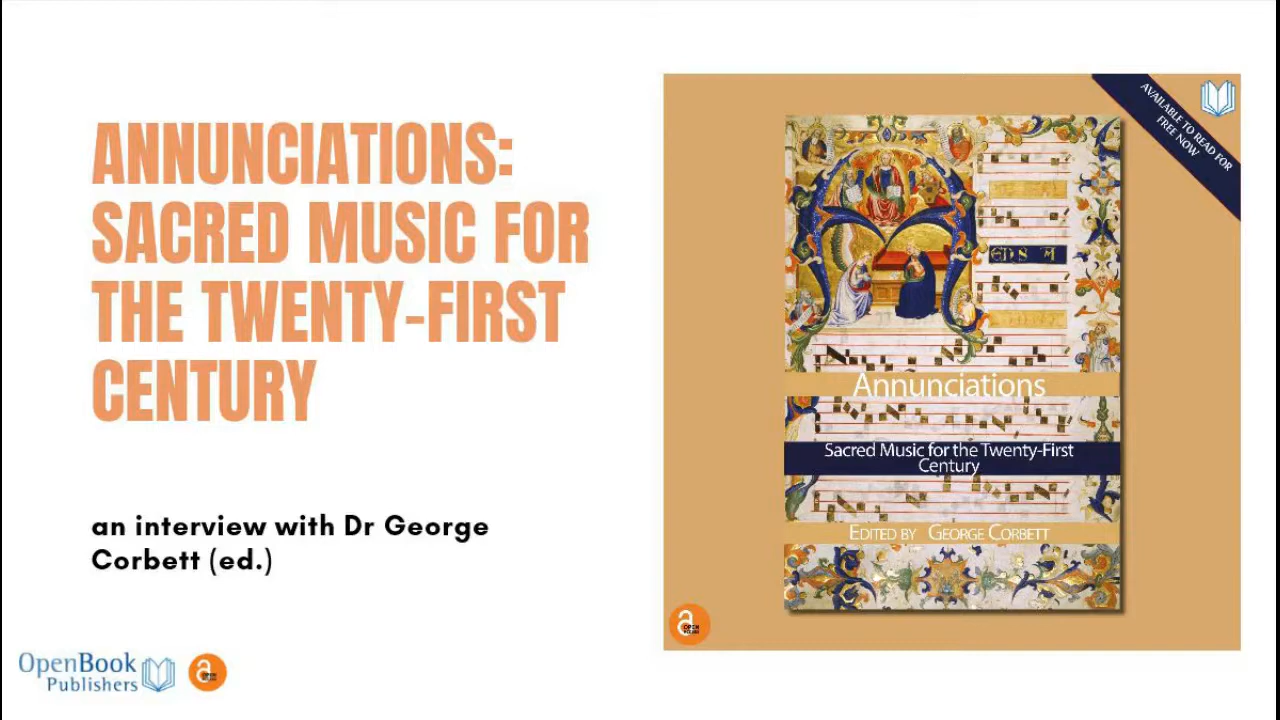 ANNUNCIATIONS:
SACRED MUSIC FOR
THE TWENTY-FIRST
CENTURY
an interview with Dr George
Corbett (ed.)
OpenBook
Publishers
AVAILABLE TO READ FOR
FREE NOW
Annunciations
Sacred Music for the Twenty-First
Century
EDITED BY GEORGE CORBETT